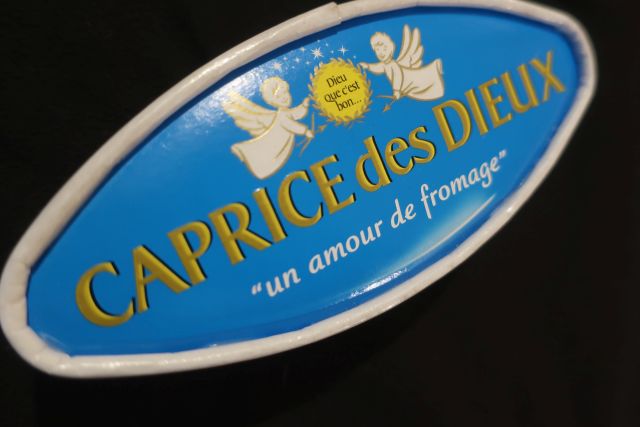 Dieu
que c'est
bon...
CAPRICE des DIEUX
"un amour de fromage"